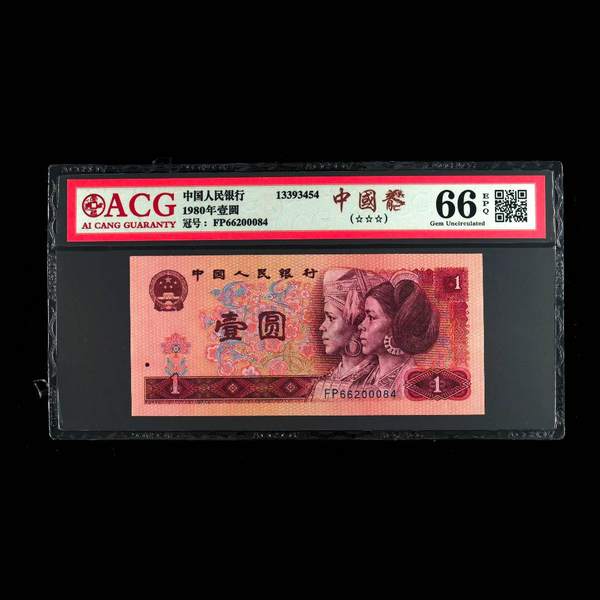 ACG
AI CANG GUARANTY
中国人民银行
1980年壹圆
冠号：FP66200084
13393454
中國龍
(☆☆☆)
66
EPQ
Gem Uncirculated
中国人民银行
壹圆
1
1
1
FP66200084